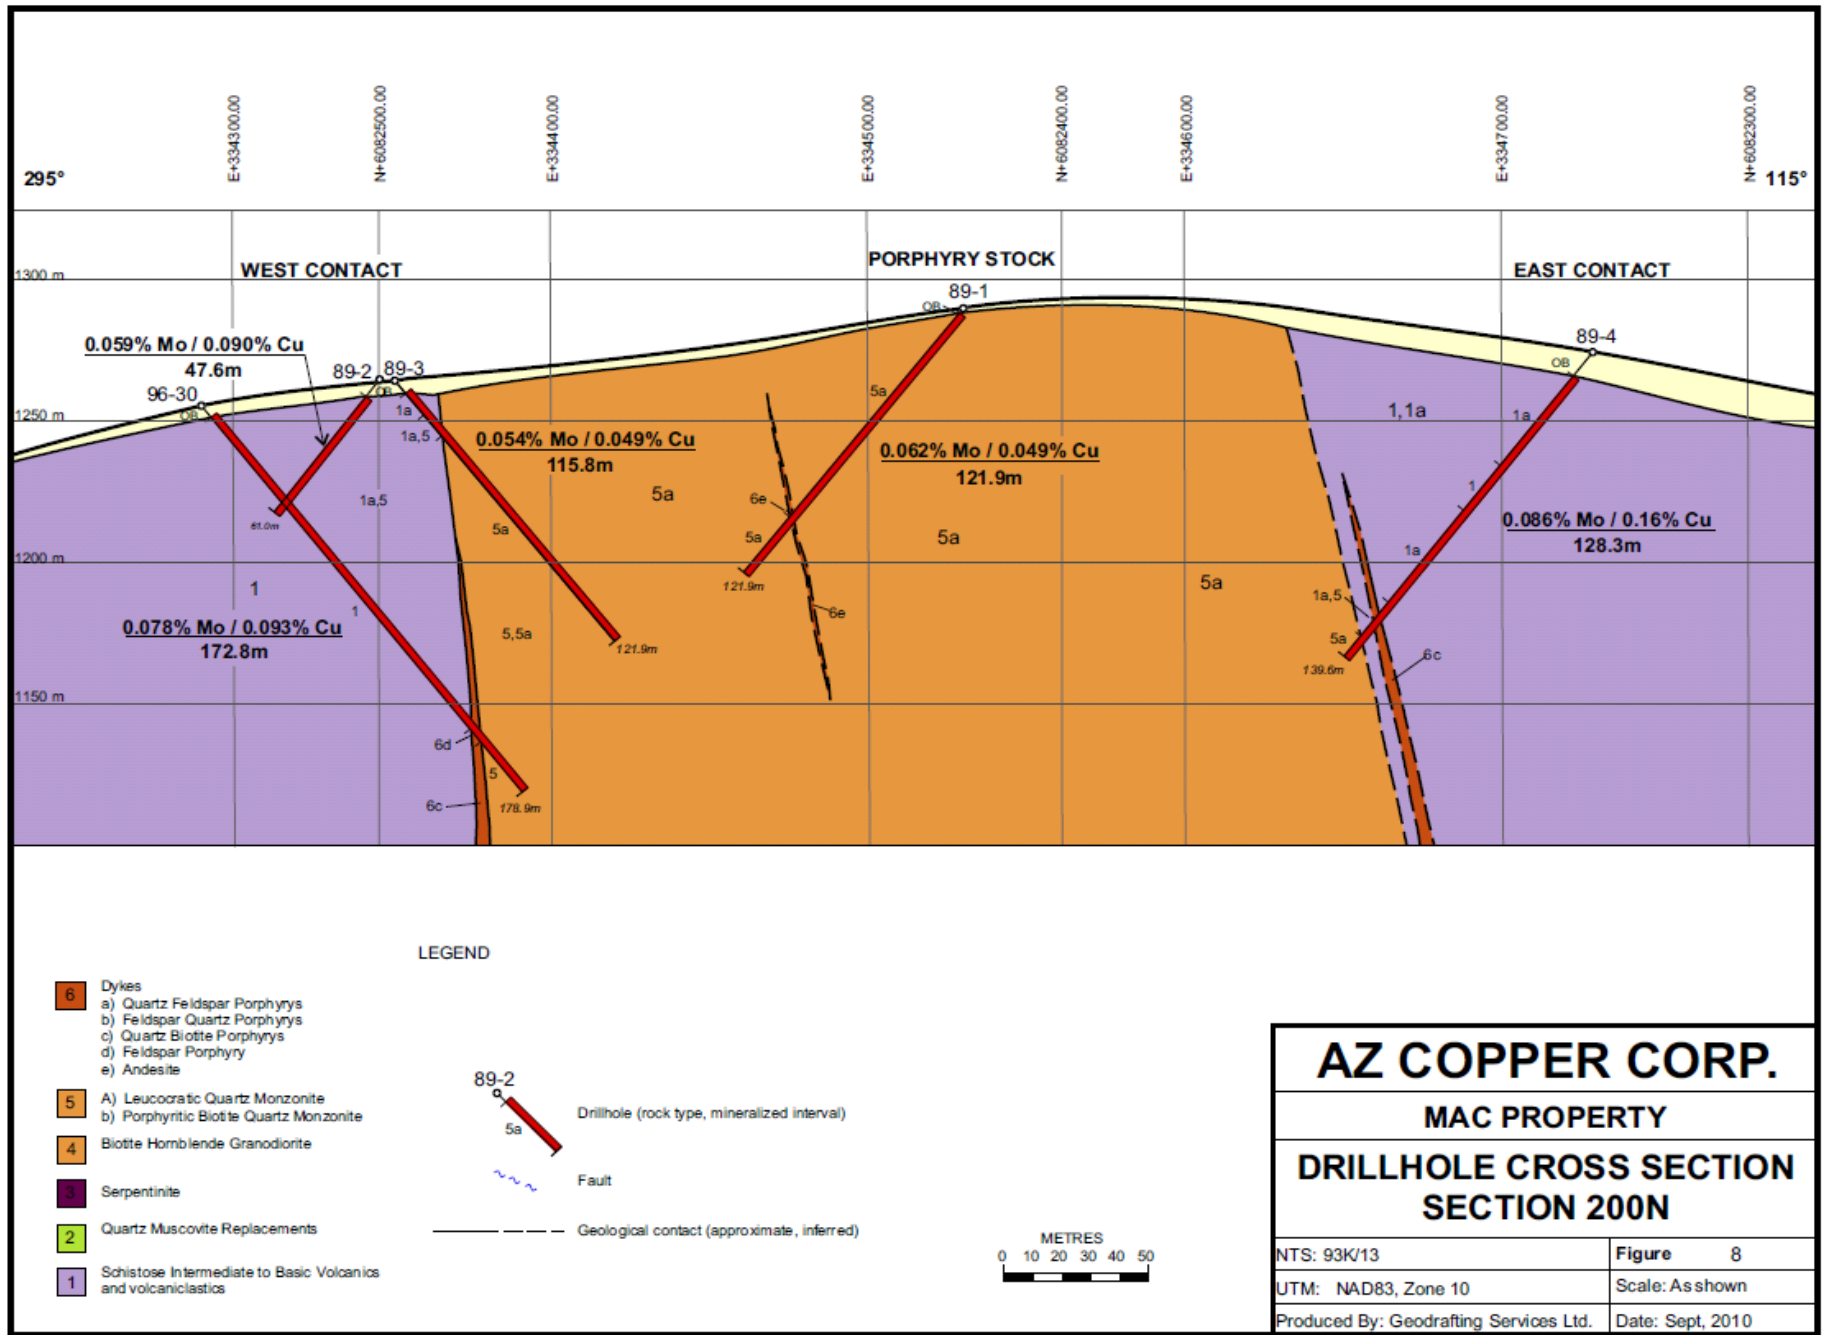 E+334300.00
N+6082500.00
E+334400.00
E+334500.00
N+6082400.00
E+334600.00
E+334700.00
N+6082300.00
295°
115°
WEST CONTACT
PORPHYRY STOCK
EAST CONTACT
1300 m
89-1
OB
89-4
OB
0.059% Mo / 0.090% Cu
47.6m
89-2
89-3
96-30
OB
OB
1a
1a,5
1250 m
5a
1,1a
1a
0.054% Mo / 0.049% Cu
115.8m
0.062% Mo / 0.049% Cu
121.9m
1a,5
5a
6e
1
61.0m
5a
5a
5a
0.086% Mo / 0.16% Cu
128.3m
1200 m
1a
121.9m
5a
1
1
1a,5
6e
0.078% Mo / 0.093% Cu
172.8m
5,5a
121.9m
5a
139.6m
6c
1150 m
6d
5
6c
178.9m
LEGEND
6
Dykes
a) Quartz Feldspar Porphyrys
b) Feldspar Quartz Porphyrys
c) Quartz Biotite Porphyrys
d) Feldspar Porphyry
e) Andesite
5
A) Leucocratic Quartz Monzonite
b) Porphyritic Biotite Quartz Monzonite
4
Biotite Hornblende Granodiorite
3
Serpentinite
2
Quartz Muscovite Replacements
1
Schistose Intermediate to Basic Volcanics
and volcaniclastics
89-2
5a
Drillhole (rock type, mineralized interval)
Fault
Geological contact (approximate, inferred)
METRES
0 10 20 30 40 50
AZ COPPER CORP.
MAC PROPERTY
DRILLHOLE CROSS SECTION
SECTION 200N
NTS: 93K/13
Figure 8
UTM: NAD83, Zone 10
Scale: As shown
Produced By: Geodrafting Services Ltd.
Date: Sept, 2010